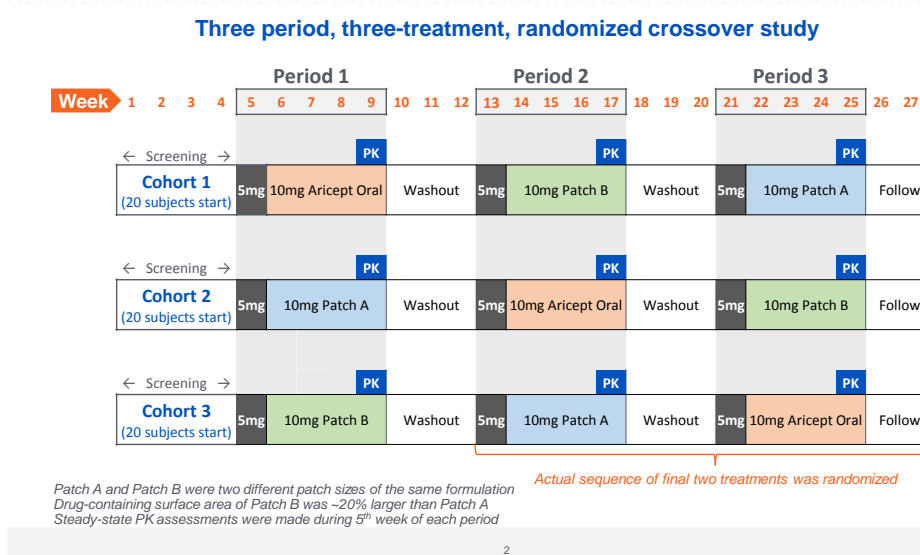 Three period, three-treatment, randomized crossover study
Period 1 Period 2 Period 3
Week 1 2 3 4 5 6 7 8 9 10 11 12 13 14 15 16 17 18 19 20 21 22 23 24 25 26 27
← Screening → PK PK PK
Cohort 1
(20 subjects start)
5mg 10mg Aricept Oral Washout 5mg 10mg Patch B Washout 5mg 10mg Patch A Follow
← Screening → PK PK PK
Cohort 2
(20 subjects start)
5mg 10mg Patch A Washout 5mg 10mg Aricept Oral Washout 5mg 10mg Patch B Follow
← Screening → PK PK PK
Cohort 3
(20 subjects start)
5mg 10mg Patch B Washout 5mg 10mg Patch A Washout 5mg 10mg Aricept Oral Follow
Actual sequence of final two treatments was randomized
Patch A and Patch B were two different patch sizes of the same formulation
Drug-containing surface area of Patch B was ~20% larger than Patch A
Steady-state PK assessments were made during 5th week of each period
2